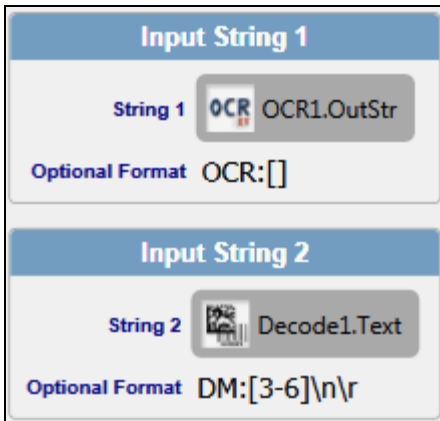 Input String 1
String 1 OCR OCR1.OutStr
Optional Format OCR:[]
Input String 2
String 2 Decode1.Text
Optional Format DM:[3-6]\n\r